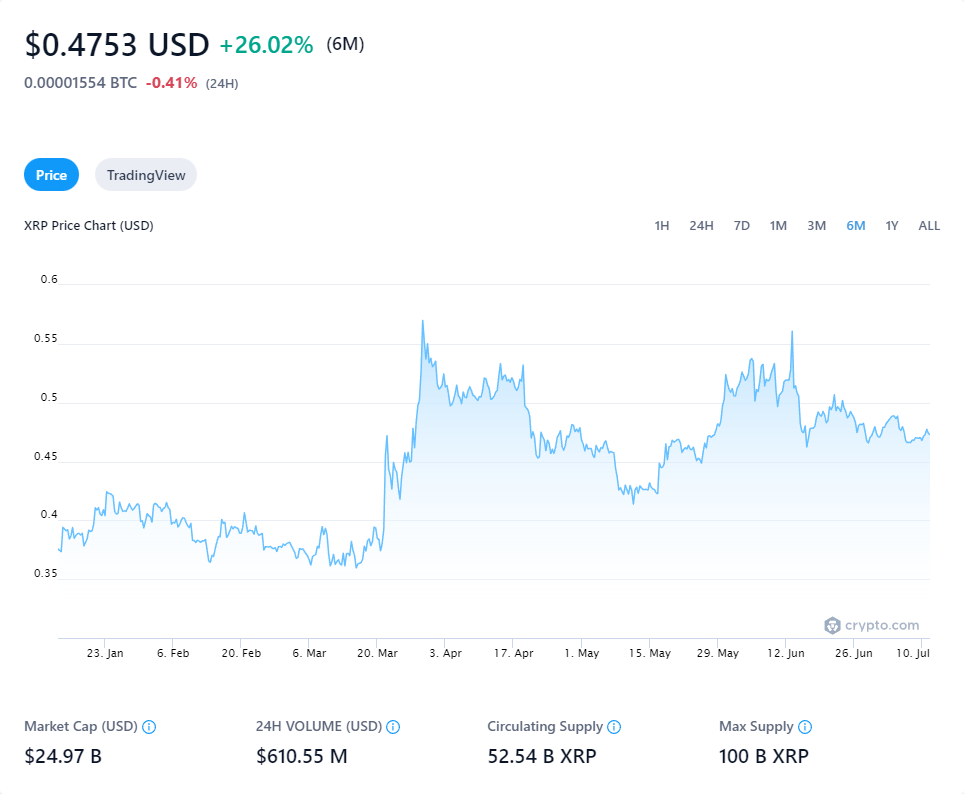 $0.4753 USD +26.02% (6M)
0.00001554 BTC -0.41% (24H)
Price TradingView
XRP Price Chart (USD) 1H 24H 7D 1M 3M 6M 1Y ALL
0.6
0.55
0.5
0.45
0.4
0.35
crypto.com
23. Jan 6. Feb 20. Feb 6. Mar 20. Mar 3. Apr 17. Apr 1. May 15. May 29. May 12. Jun 26. Jun 10. Jul
Market Cap (USD) 24H VOLUME (USD) Circulating Supply Max Supply
$24.97 B $610.55 M 52.54 B XRP 100 B XRP